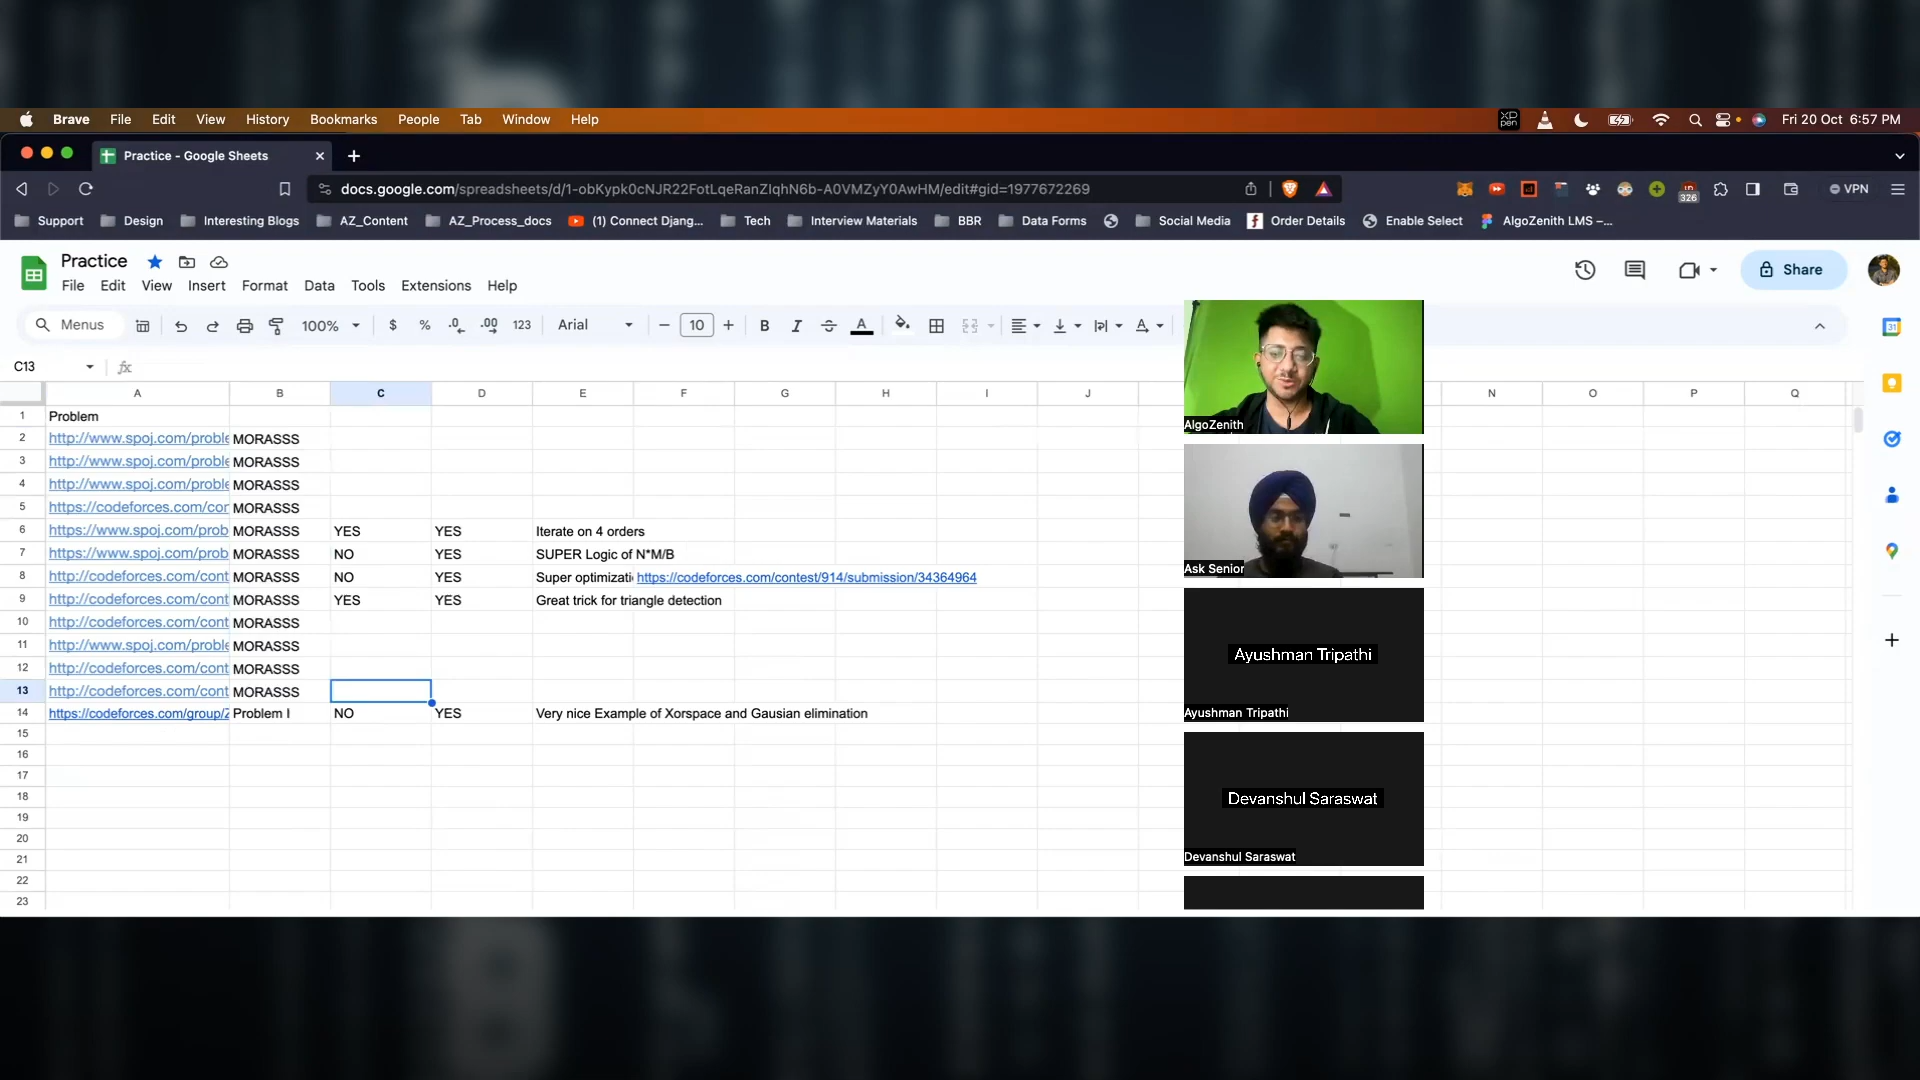 Brave File Edit View History Bookmarks People Tab Window Help XP pen Fri 20 Oct 6:57 PM
Practice - Google Sheets
docs.google.com/spreadsheets/d/1-obKypk0cNJR22FotLqeRanZIqhN6b-A0VMZyY0AwHM/edit#gid=1977672269 326 VPN
Support Design Interesting Blogs AZ_Content AZ_Process_docs (1) Connect Djang... Tech Interview Materials BBR Data Forms Social Media Order Details Enable Select AlgoZenith LMS –...
Practice
File Edit View Insert Format Data Tools Extensions Help
Share
Menus 100% $ % .0 .00 123 Arial 10 B I S A A
31
C13 fx
A B C D E F G H I J N O P Q
1 Problem
2 http://www.spoj.com/proble MORASSS
3 http://www.spoj.com/proble MORASSS
4 http://www.spoj.com/proble MORASSS
5 https://codeforces.com/cor MORASSS
6 https://www.spoj.com/prob MORASSS YES YES Iterate on 4 orders
7 https://www.spoj.com/prob MORASSS NO YES SUPER Logic of N*M/B
8 http://codeforces.com/cont MORASSS NO YES Super optimizati https://codeforces.com/contest/914/submission/34364964
9 http://codeforces.com/cont MORASSS YES YES Great trick for triangle detection
10 http://codeforces.com/cont MORASSS
11 http://www.spoj.com/proble MORASSS
12 http://codeforces.com/cont MORASSS
13 http://codeforces.com/cont MORASSS
14 https://codeforces.com/group/Z Problem I NO YES Very nice Example of Xorspace and Gausian elimination
15
16
17
18
19
20
21
22
23
AlgoZenith
Ask Senior
Ayushman Tripathi
Ayushman Tripathi
Devanshul Saraswat
Devanshul Saraswat